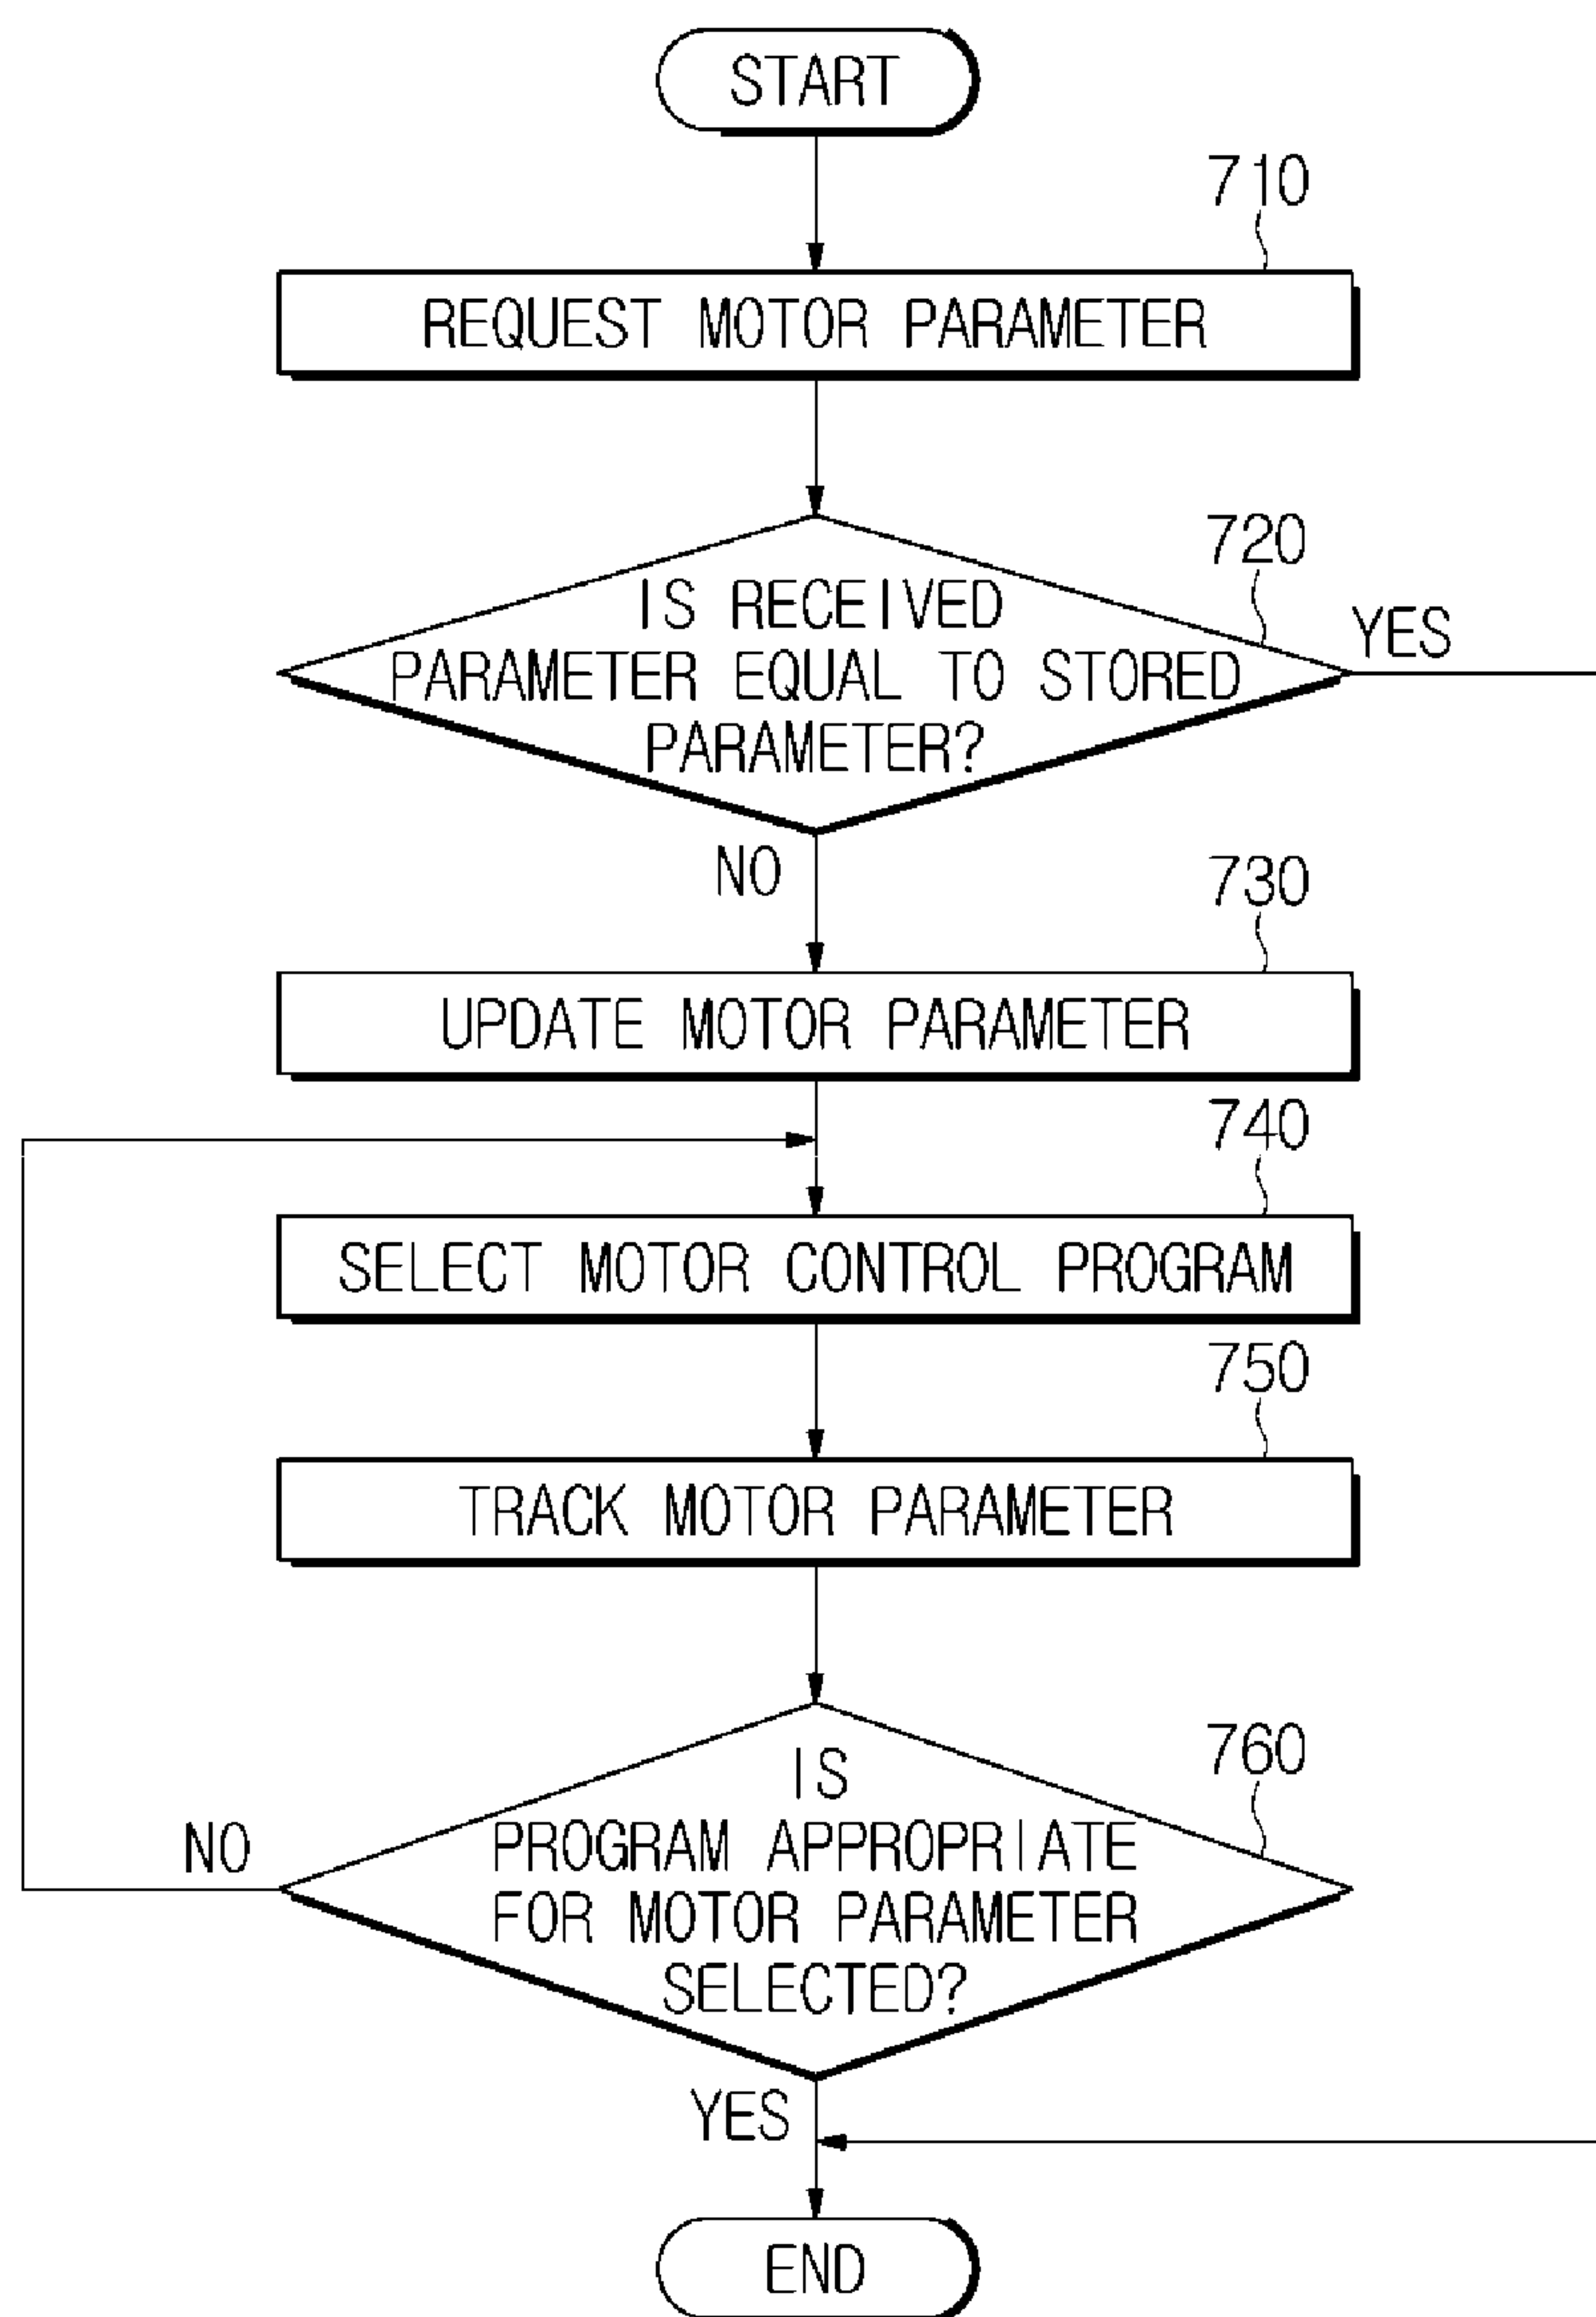 START
710
REQUEST MOTOR PARAMETER
720
IS RECEIVED
YES
PARAMETER EQUAL TO STORED
PARAMETER?
NO
730
UPDATE MOTOR PARAMETER
740
SELECT MOTOR CONTROL PROGRAM
750
TRACK MOTOR PARAMETER
760
IS
NO
PROGRAM APPROPRIATE
FOR MOTOR PARAMETER
SELECTED?
YES
END